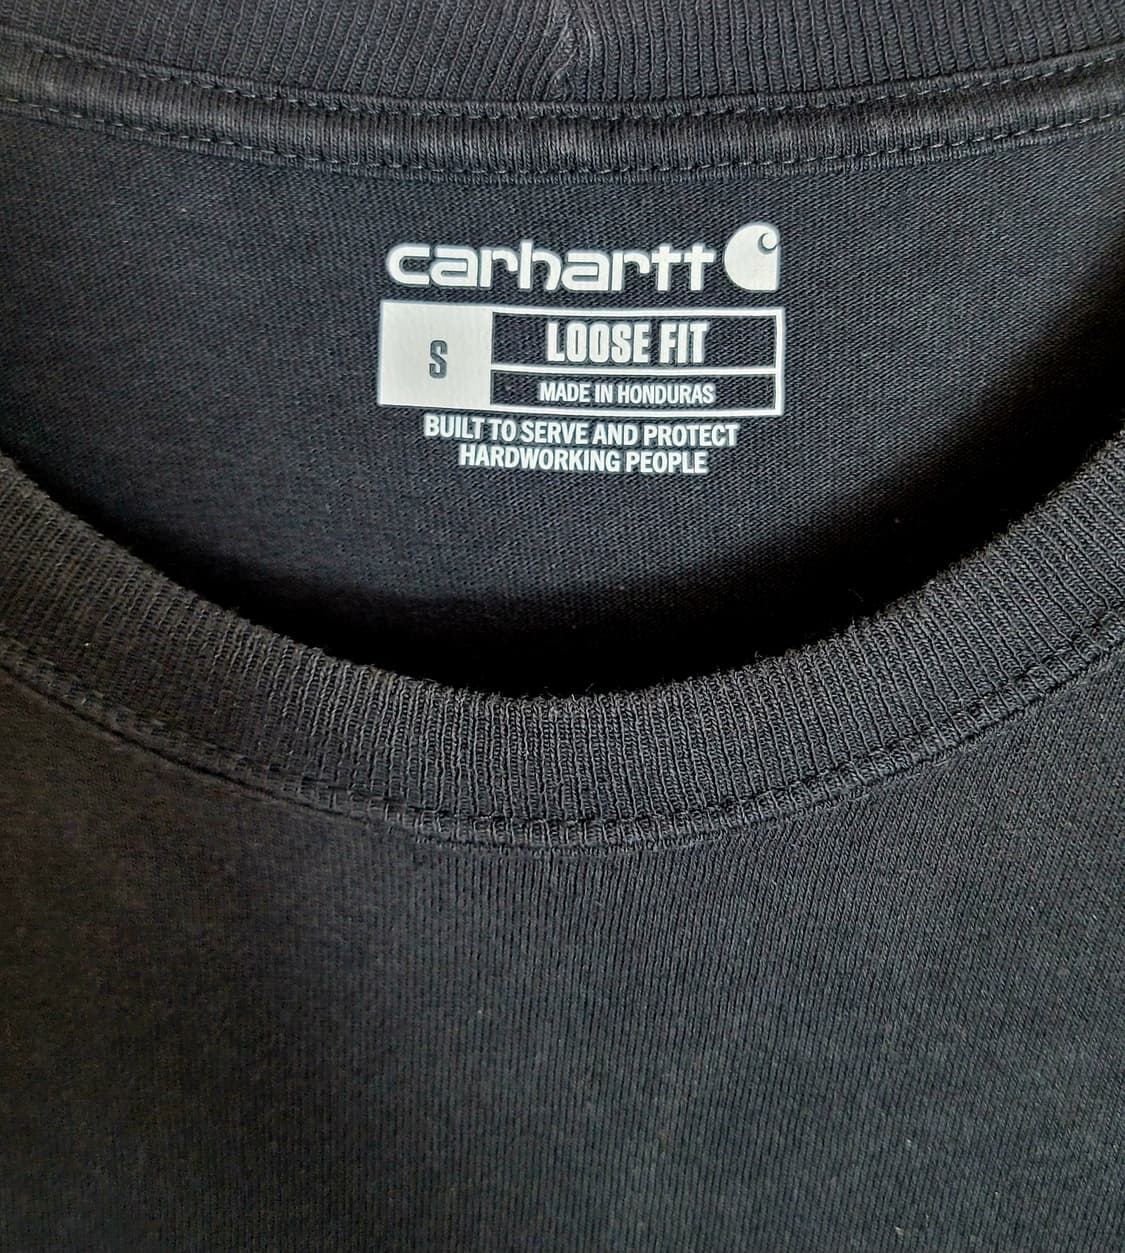 carhartt
S
LOOSE FIT
MADE IN HONDURAS
BUILT TO SERVE AND PROTECT
HARDWORKING PEOPLE